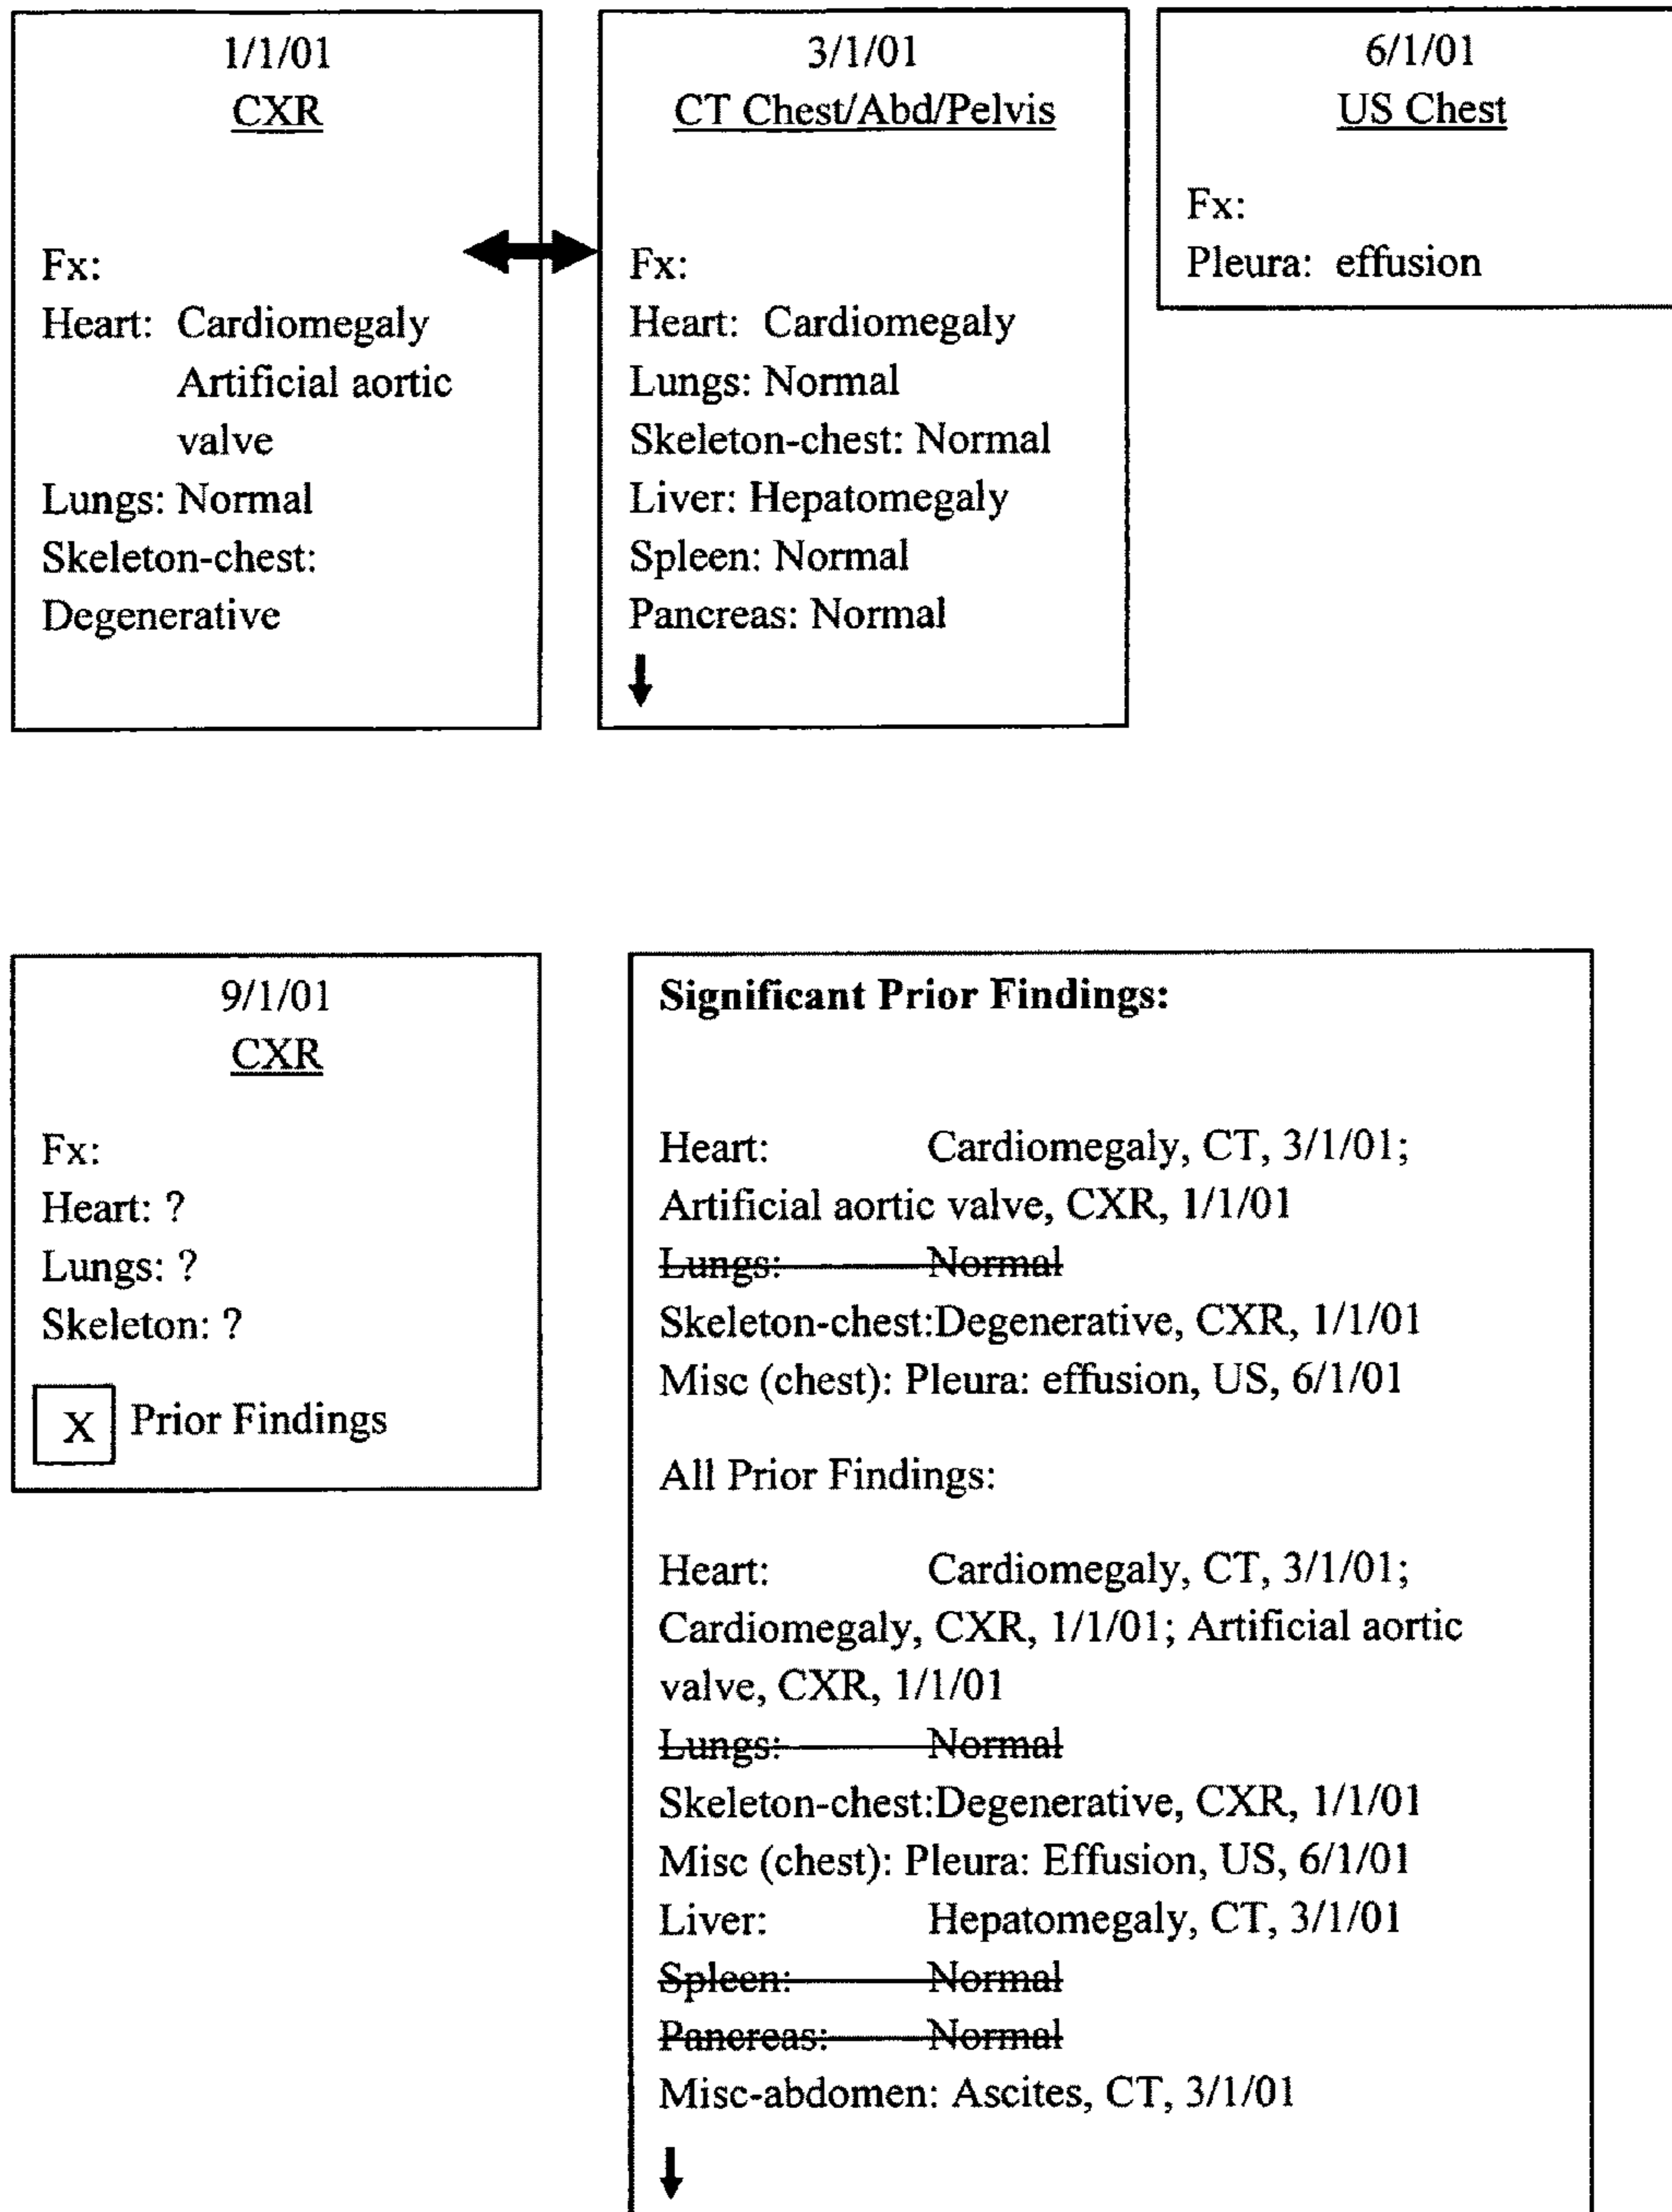 1/1/01
CXR
Fx:
Heart: Cardiomegaly
Artificial aortic
valve
Lungs: Normal
Skeleton-chest:
Degenerative
3/1/01
CT Chest/Abd/Pelvis
Fx:
Heart: Cardiomegaly
Lungs: Normal
Skeleton-chest: Normal
Liver: Hepatomegaly
Spleen: Normal
Pancreas: Normal
6/1/01
US Chest
Fx:
Pleura: effusion
9/1/01
CXR
Fx:
Heart: ?
Lungs: ?
Skeleton: ?
X Prior Findings
Significant Prior Findings:
Heart: Cardiomegaly, CT, 3/1/01;
Artificial aortic valve, CXR, 1/1/01
Lungs: Normal
Skeleton-chest:Degenerative, CXR, 1/1/01
Misc (chest): Pleura: effusion, US, 6/1/01
All Prior Findings:
Heart: Cardiomegaly, CT, 3/1/01;
Cardiomegaly, CXR, 1/1/01; Artificial aortic
valve, CXR, 1/1/01
Lungs: Normal
Skeleton-chest:Degenerative, CXR, 1/1/01
Misc (chest): Pleura: Effusion, US, 6/1/01
Liver: Hepatomegaly, CT, 3/1/01
Spleen: Normal
Pancreas: Normal
Misc-abdomen: Ascites, CT, 3/1/01